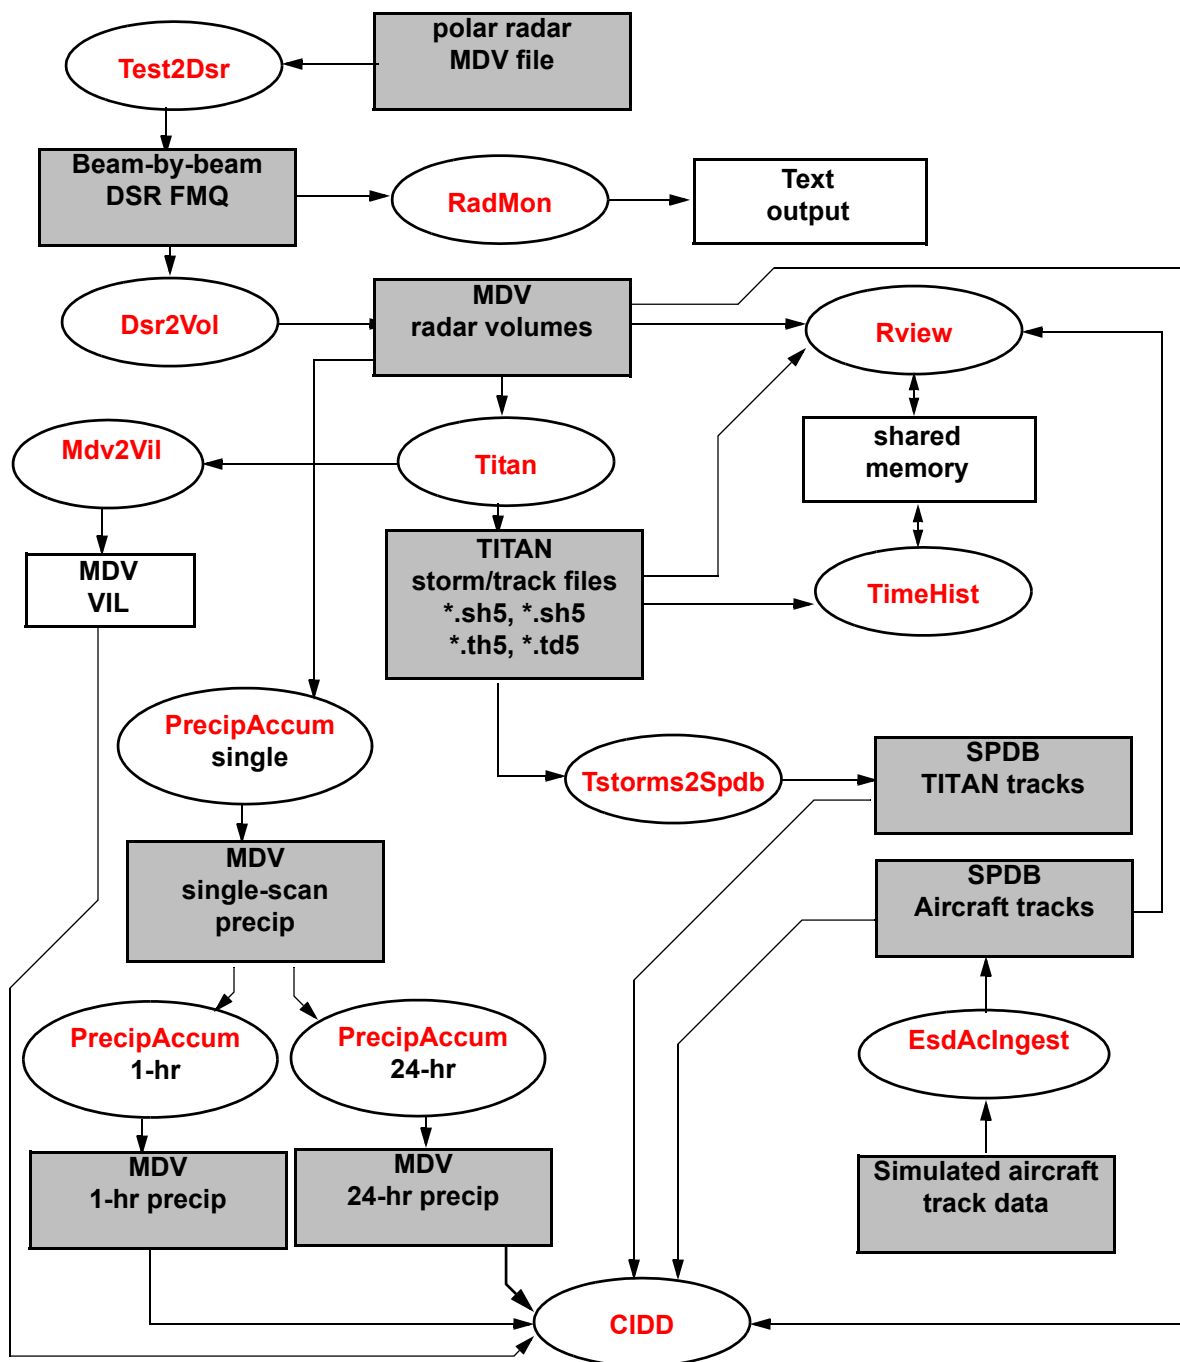 polar radar
MDV file
Test2Dsr
Beam-by-beam
DSR FMQ
RadMon
Text
output
Dsr2Vol
MDV
radar volumes
Rview
Mdv2Vil
Titan
shared
memory
MDV
VIL
TITAN
storm/track files
*.sh5, *.sh5
*.th5, *.td5
TimeHist
PrecipAccum
single
Tstorms2Spdb
SPDB
TITAN tracks
MDV
single-scan
precip
SPDB
Aircraft tracks
PrecipAccum
1-hr
PrecipAccum
24-hr
EsdAcIngest
MDV
1-hr precip
MDV
24-hr precip
Simulated aircraft
track data
CIDD